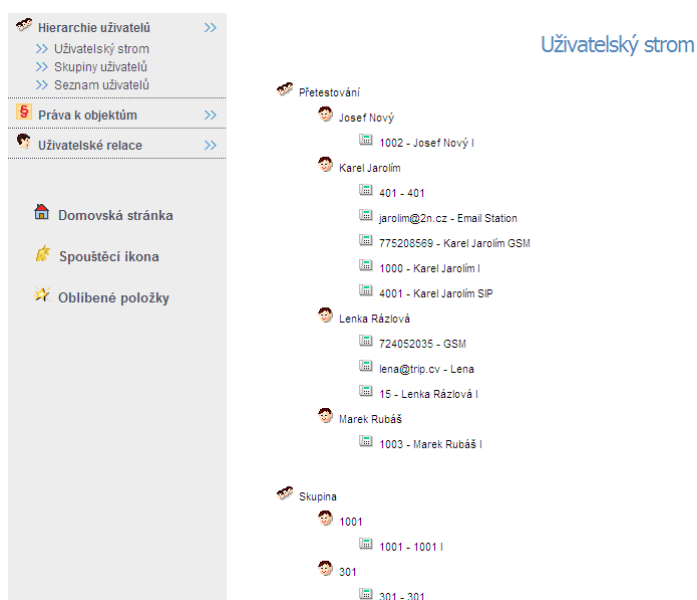 Hierarchie uživatelů >>
>> Uživatelský strom
>> Skupiny uživatelů
>> Seznam uživatelů
§ Práva k objektům >>
Uživatelské relace >>
Domovská stránka
Spouštěcí ikona
Oblíbené položky
Uživatelský strom
Přetestování
Josef Nový
1002 - Josef Nový I
Karel Jarolím
401 - 401
jarolim@2n.cz - Email Station
775208569 - Karel Jarolím GSM
1000 - Karel Jarolím I
4001 - Karel Jarolím SIP
Lenka Rázlová
724052035 - GSM
lena@trip.cv - Lena
15 - Lenka Rázlová I
Marek Rubáš
1003 - Marek Rubáš I
Skupina
1001
1001 - 1001 I
301
301 - 301